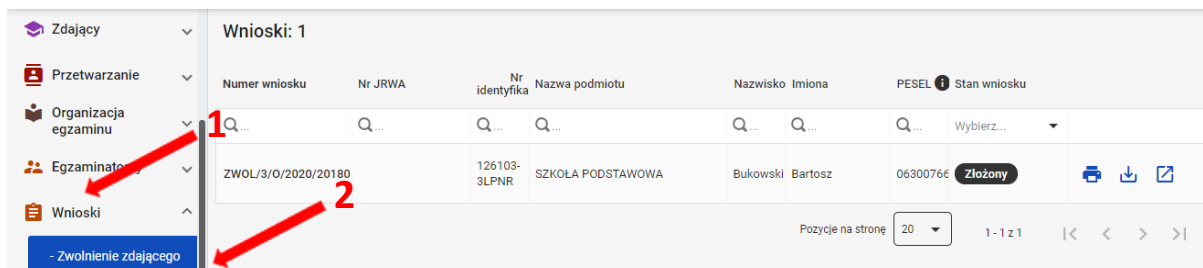 Zdający
Przetwarzanie
Organizacja
egzaminu
Egzaminatorzy
Wnioski
- Zwolnienie zdającego
1
2
Wnioski: 1
Numer wniosku Nr JRWA Nr identyfika Nazwa podmiotu Nazwisko Imiona PESEL Stan wniosku
... ... ... ... ... ... ... Wybierz...
ZWOL/3/O/2020/20180 126103-3LPNR SZKOŁA PODSTAWOWA Bukowski Bartosz 06300766 Złożony
Pozycje na stronę 20 1 - 1 z 1